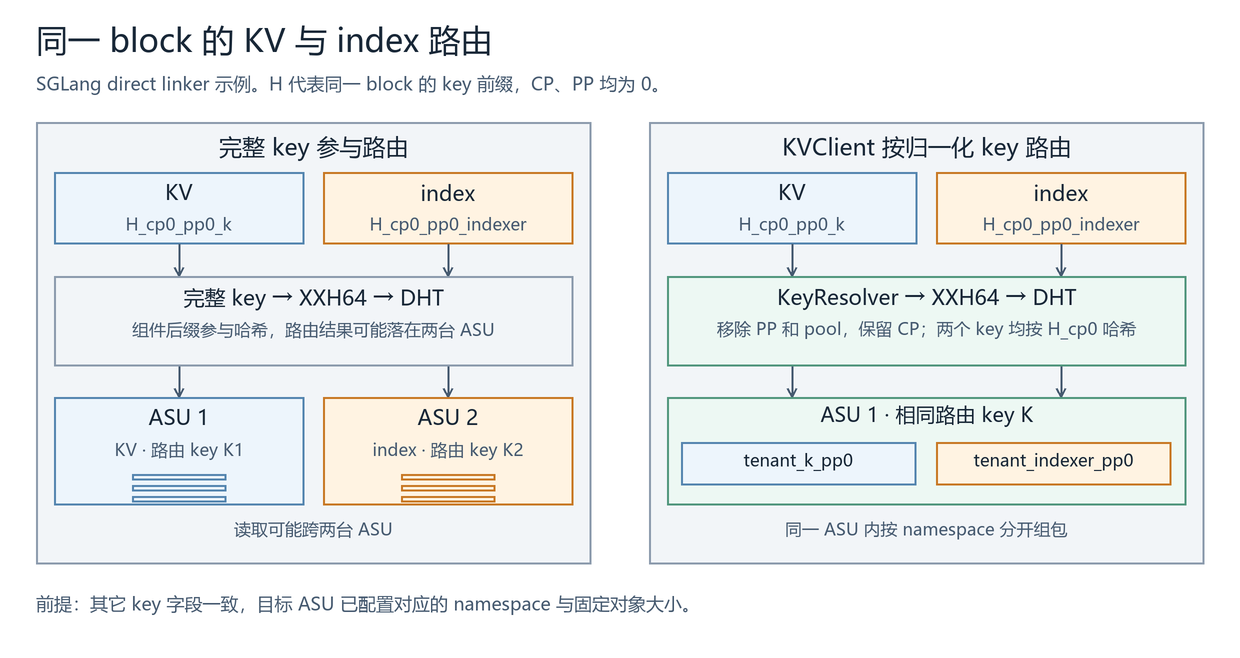 同一 block 的 KV 与 index 路由
SGLang direct linker 示例。H 代表同一 block 的 key 前缀，CP、PP 均为 0。
完整 key 参与路由
KV
H_cp0_pp0_k
index
H_cp0_pp0_indexer
完整 key → XXH64 → DHT
组件后缀参与哈希，路由结果可能落在两台 ASU
ASU 1
KV · 路由 key K1
ASU 2
index · 路由 key K2
读取可能跨两台 ASU
KVClient 按归一化 key 路由
KV
H_cp0_pp0_k
index
H_cp0_pp0_indexer
KeyResolver → XXH64 → DHT
移除 PP 和 pool，保留 CP；两个 key 均按 H_cp0 哈希
ASU 1 · 相同路由 key K
tenant_k_pp0
tenant_indexer_pp0
同一 ASU 内按 namespace 分开组包
前提：其它 key 字段一致，目标 ASU 已配置对应的 namespace 与固定对象大小。